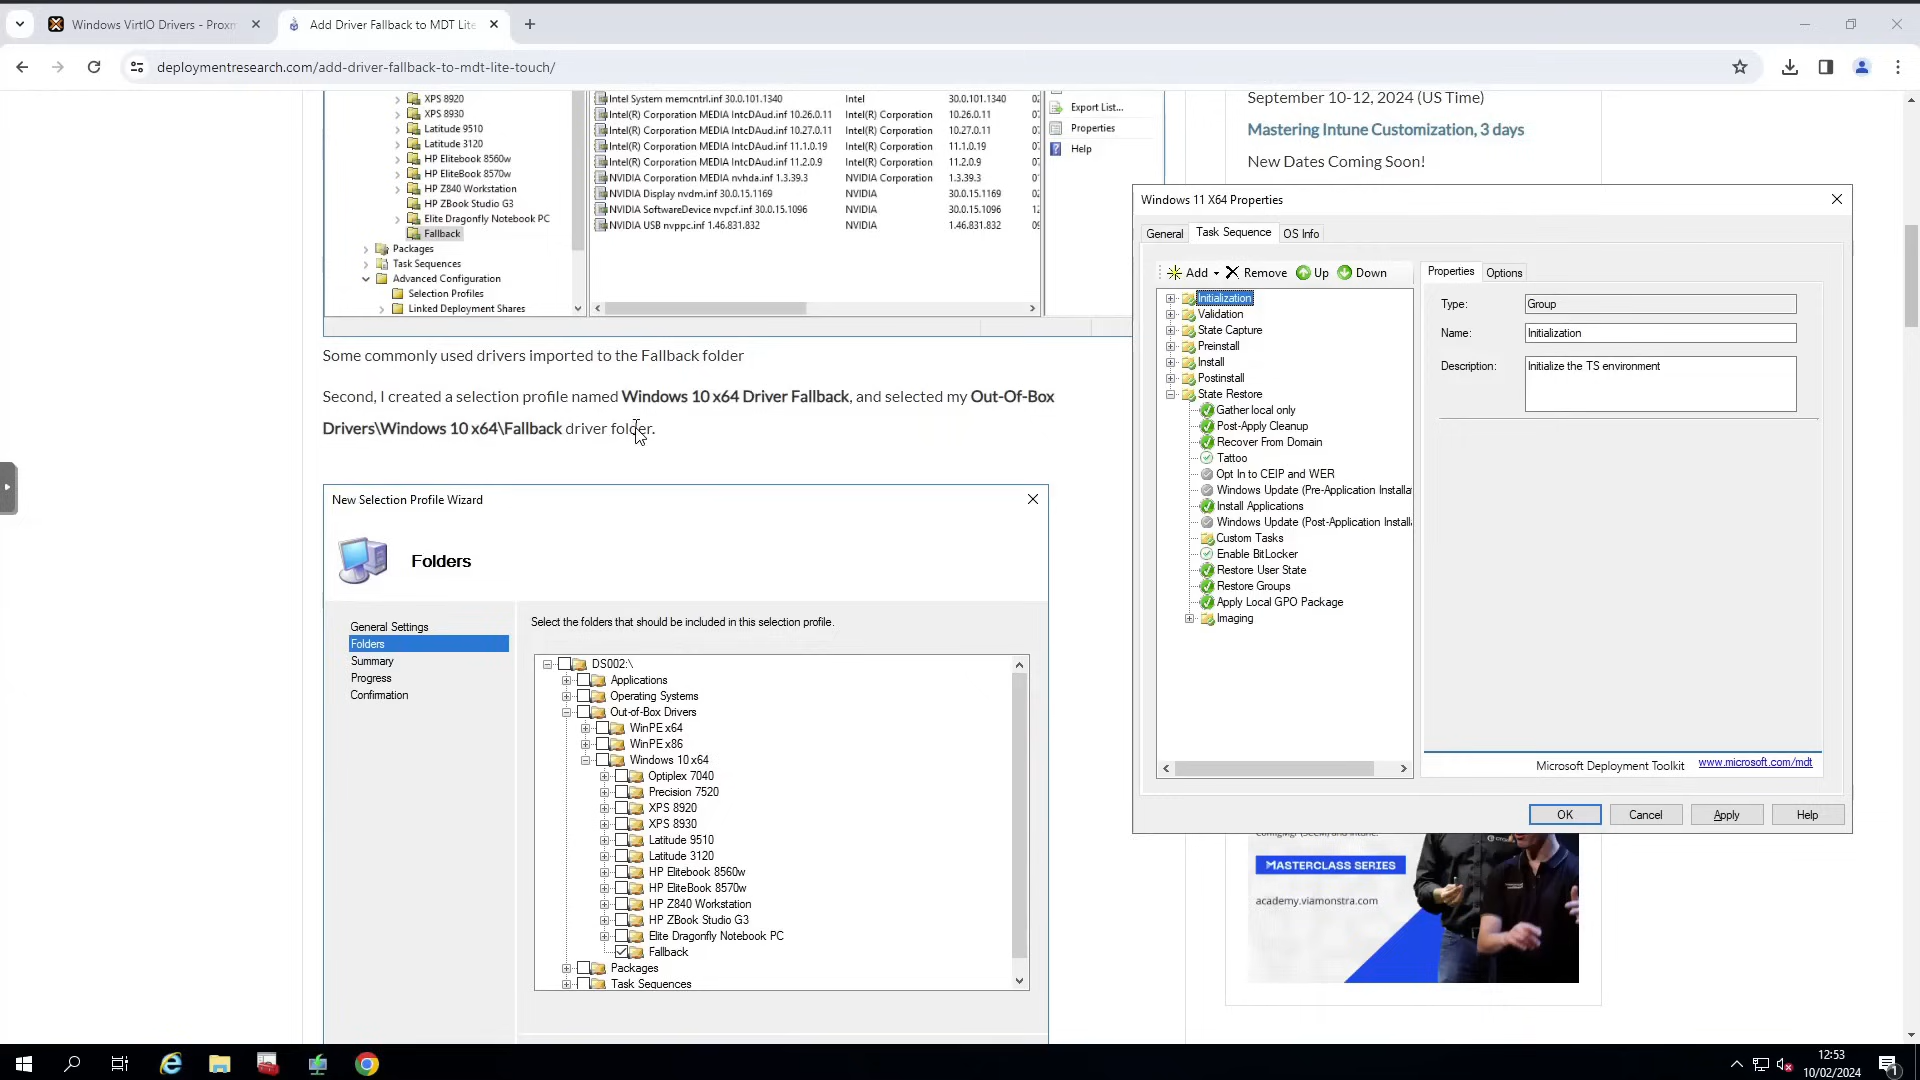 Windows VirtIO Drivers - Proxm
Add Driver Fallback to MDT Lite
deploymentresearch.com/add-driver-fallback-to-mdt-lite-touch/
XPS 8920
XPS 8930
Latitude 9510
Latitude 3120
HP Elitebook 8560w
HP EliteBook 8570w
HP Z840 Workstation
HP ZBook Studio G3
Elite Dragonfly Notebook PC
Fallback
Packages
Task Sequences
Advanced Configuration
Selection Profiles
Linked Deployment Shares
Intel System memcntrl.inf 30.0.101.1340 Intel 30.0.101.1340 02
Intel(R) Corporation MEDIA IntcDAud.inf 10.26.0.11 Intel(R) Corporation 10.26.0.11 07
Intel(R) Corporation MEDIA IntcDAud.inf 10.27.0.11 Intel(R) Corporation 10.27.0.11 07
Intel(R) Corporation MEDIA IntcDAud.inf 11.1.0.19 Intel(R) Corporation 11.1.0.19 07
Intel(R) Corporation MEDIA IntcDAud.inf 11.2.0.9 Intel(R) Corporation 11.2.0.9 07
NVIDIA Corporation MEDIA nvhda.inf 1.3.39.3 NVIDIA Corporation 1.3.39.3
NVIDIA Display nvdm.inf 30.0.15.1169 NVIDIA 30.0.15.1169 02
NVIDIA SoftwareDevice nvpcf.inf 30.0.15.1096 NVIDIA 30.0.15.1096 12
NVIDIA USB nvppc.inf 1.46.831.832 NVIDIA 1.46.831.832 09
Export List...
Properties
Help
Some commonly used drivers imported to the Fallback folder
Second, I created a selection profile named Windows 10 x64 Driver Fallback, and selected my Out-Of-Box
Drivers\Windows 10 x64\Fallback driver folder.
New Selection Profile Wizard
Folders
General Settings
Folders
Summary
Progress
Confirmation
Select the folders that should be included in this selection profile.
DS002:\
Applications
Operating Systems
Out-of-Box Drivers
WinPE x64
WinPE x86
Windows 10 x64
Optiplex 7040
Precision 7520
XPS 8920
XPS 8930
Latitude 9510
Latitude 3120
HP Elitebook 8560w
HP EliteBook 8570w
HP Z840 Workstation
HP ZBook Studio G3
Elite Dragonfly Notebook PC
Fallback
Packages
Task Sequences
September 10-12, 2024 (US Time)
Mastering Intune Customization, 3 days
New Dates Coming Soon!
Windows 11 X64 Properties
General Task Sequence OS Info
Add Remove Up Down
Initialization
Validation
State Capture
Preinstall
Install
Postinstall
State Restore
Gather local only
Post-Apply Cleanup
Recover From Domain
Tattoo
Opt In to CEIP and WER
Windows Update (Pre-Application Installa
Install Applications
Windows Update (Post-Application Install
Custom Tasks
Enable BitLocker
Restore User State
Restore Groups
Apply Local GPO Package
Imaging
Properties Options
Type: Group
Name: Initialization
Description: Initialize the TS environment
Microsoft Deployment Toolkit www.microsoft.com/mdt
OK Cancel Apply Help
MASTERCLASS SERIES
academy.viamonstra.com
12:53
10/02/2024
1